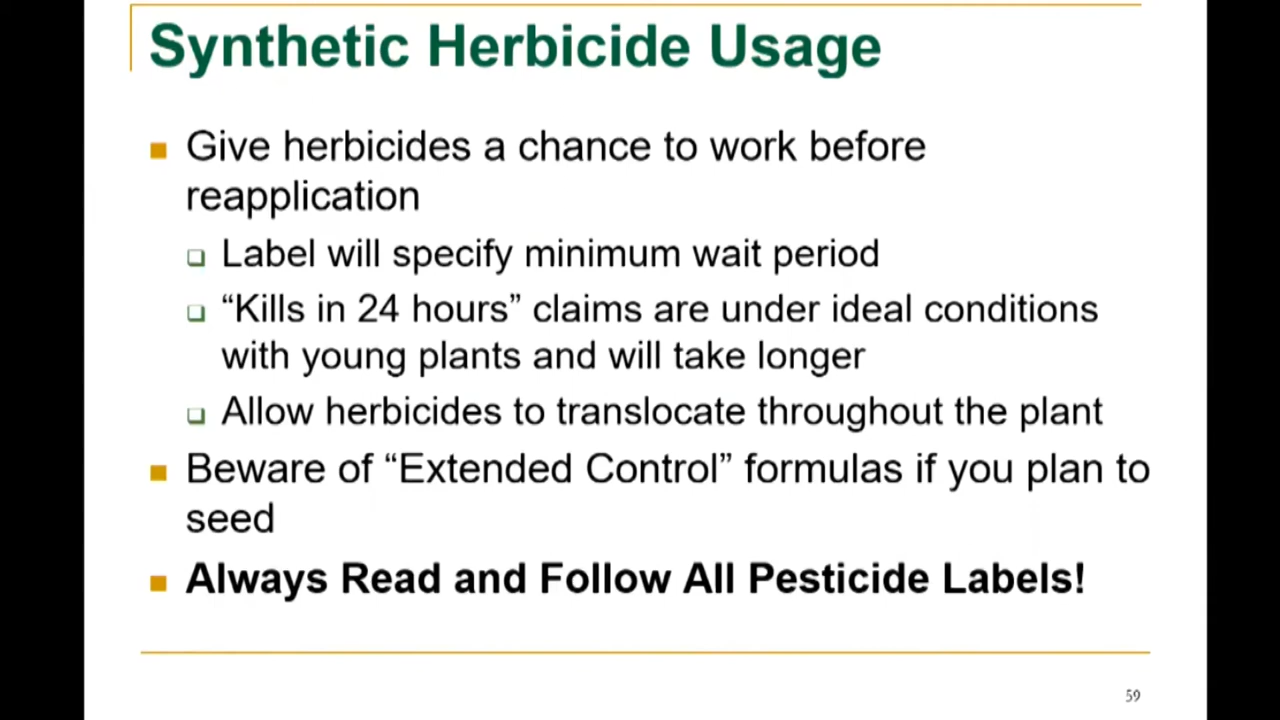 Synthetic Herbicide Usage
Give herbicides a chance to work before
reapplication
Label will specify minimum wait period
“Kills in 24 hours” claims are under ideal conditions
with young plants and will take longer
Allow herbicides to translocate throughout the plant
Beware of “Extended Control” formulas if you plan to
seed
Always Read and Follow All Pesticide Labels!
59